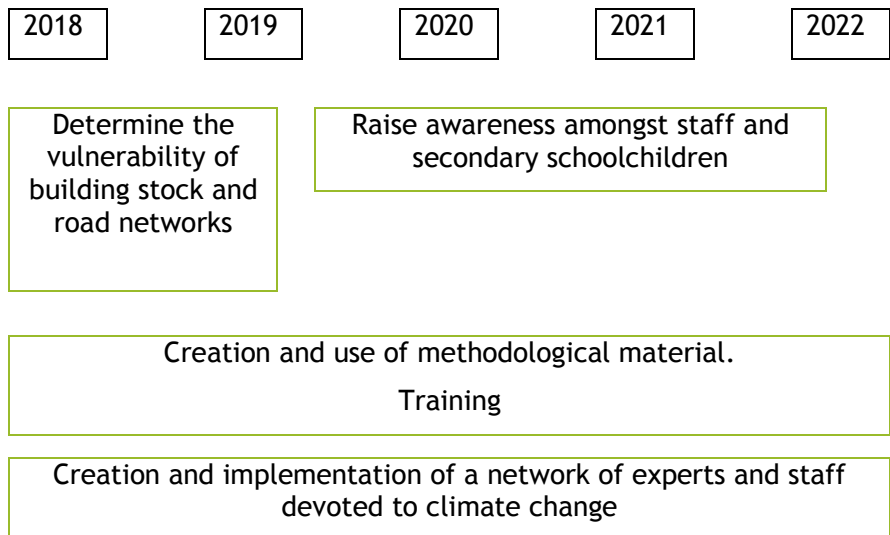 2018 2019 2020 2021 2022
Determine the
vulnerability of
building stock and
road networks
Raise awareness amongst staff and
secondary schoolchildren
Creation and use of methodological material.
Training
Creation and implementation of a network of experts and staff
devoted to climate change